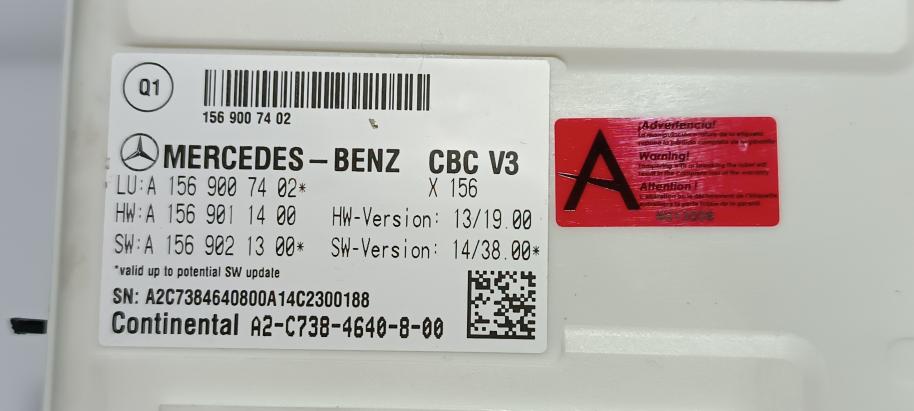 Q1
156 900 74 02
MERCEDES-BENZ CBC V3
LU:A 156 900 74 02* X 156
HW:A 156 901 14 00 HW-Version: 13/19.00
SW:A 156 902 13 00* SW-Version: 14/38.00*
*valid up to potential SW update
SN: A2C7384640800A14C2300188
Continental A2-C738-4640-8-00
A
¡Advertencia!
Warning!
Attention !